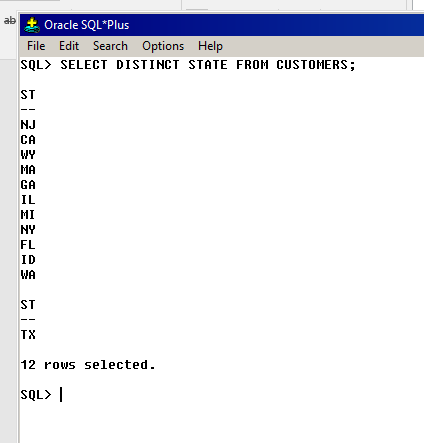 ab
Oracle SQL*Plus
File Edit Search Options Help
SQL> SELECT DISTINCT STATE FROM CUSTOMERS;
ST
--
NJ
CA
WY
MA
GA
IL
MI
NY
FL
ID
WA
ST
--
TX
12 rows selected.
SQL>